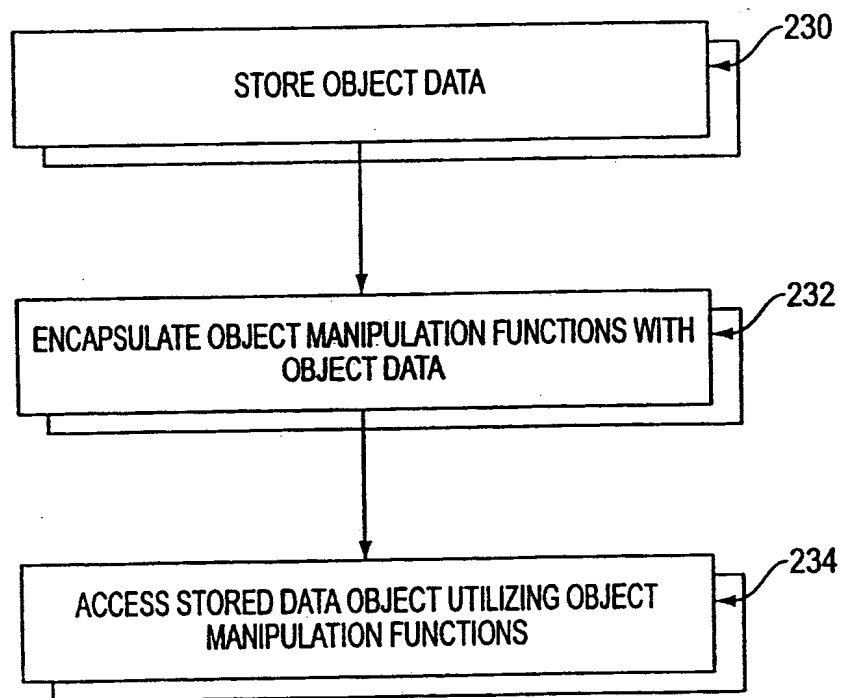 230
STORE OBJECT DATA
232
ENCAPSULATE OBJECT MANIPULATION FUNCTIONS WITH
OBJECT DATA
234
ACCESS STORED DATA OBJECT UTILIZING OBJECT
MANIPULATION FUNCTIONS